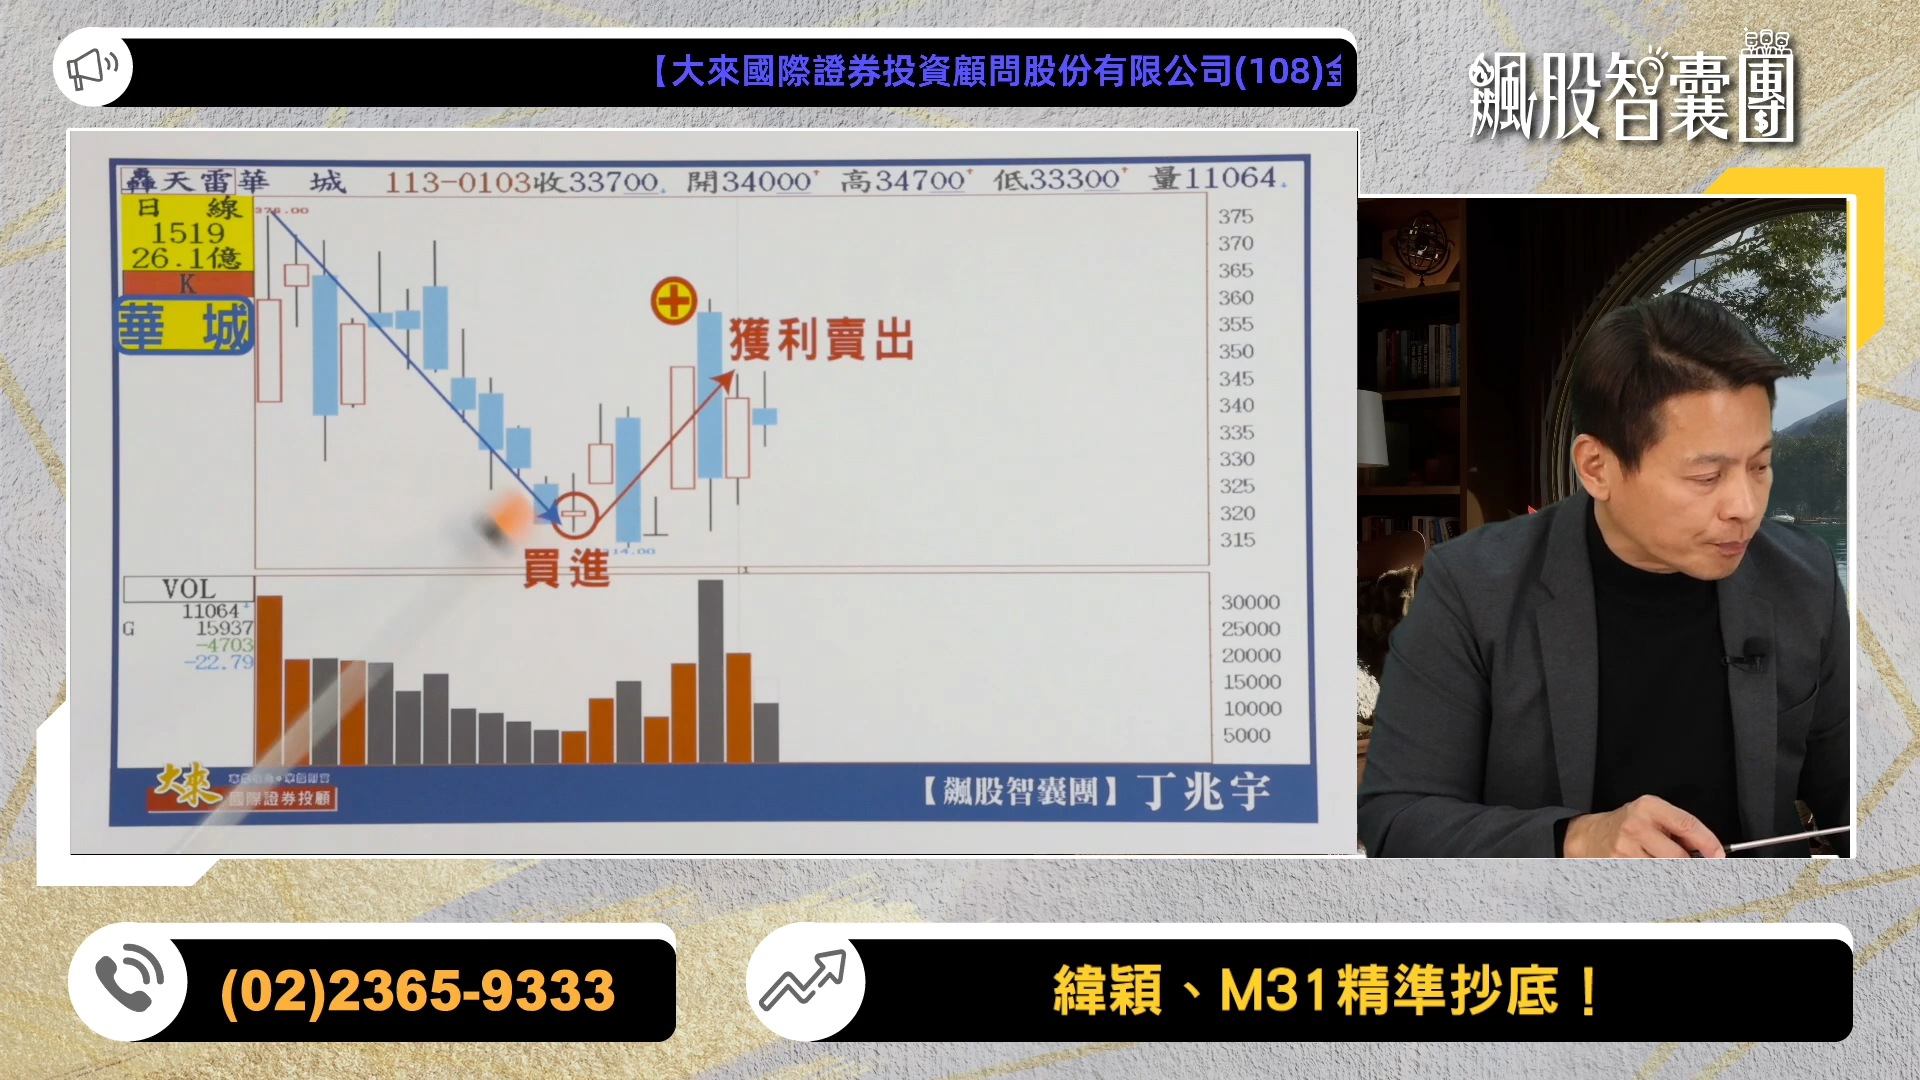 【大來國際證券投資顧問股份有限公司(108)
飆股智囊團
轟天雷華 城 113-0103收33700 開34000 高34700 低33300 量11064
日 線
1519
26.1億
K
華 城
獲利賣出
買進
375
370
365
360
355
350
345
340
335
330
325
320
315
VOL
11064
G 15937
-4703
-22.79
30000
25000
20000
15000
10000
5000
大來
國際證券投顧
【飆股智囊團】丁兆宇
(02)2365-9333
緯穎、M31精準抄底！